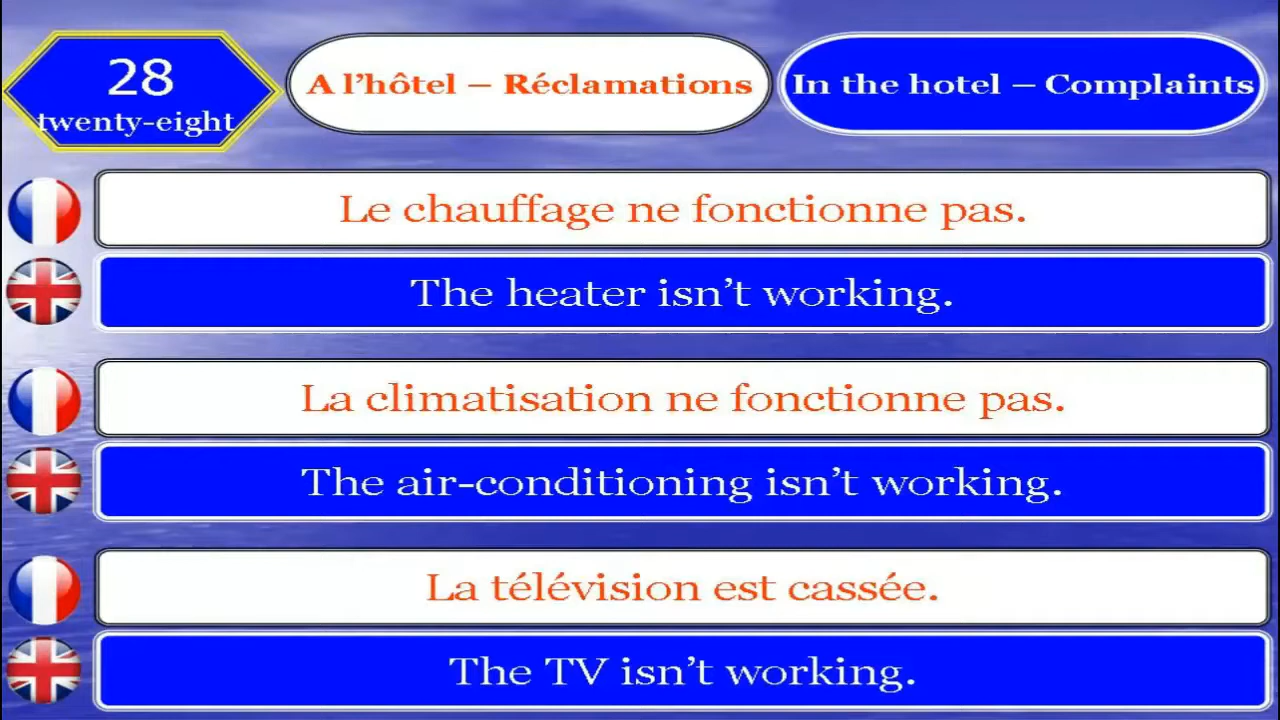 28
twenty-eight
A l’hôtel – Réclamations
In the hotel – Complaints
Le chauffage ne fonctionne pas.
The heater isn’t working.
La climatisation ne fonctionne pas.
The air-conditioning isn’t working.
La télévision est cassée.
The TV isn’t working.